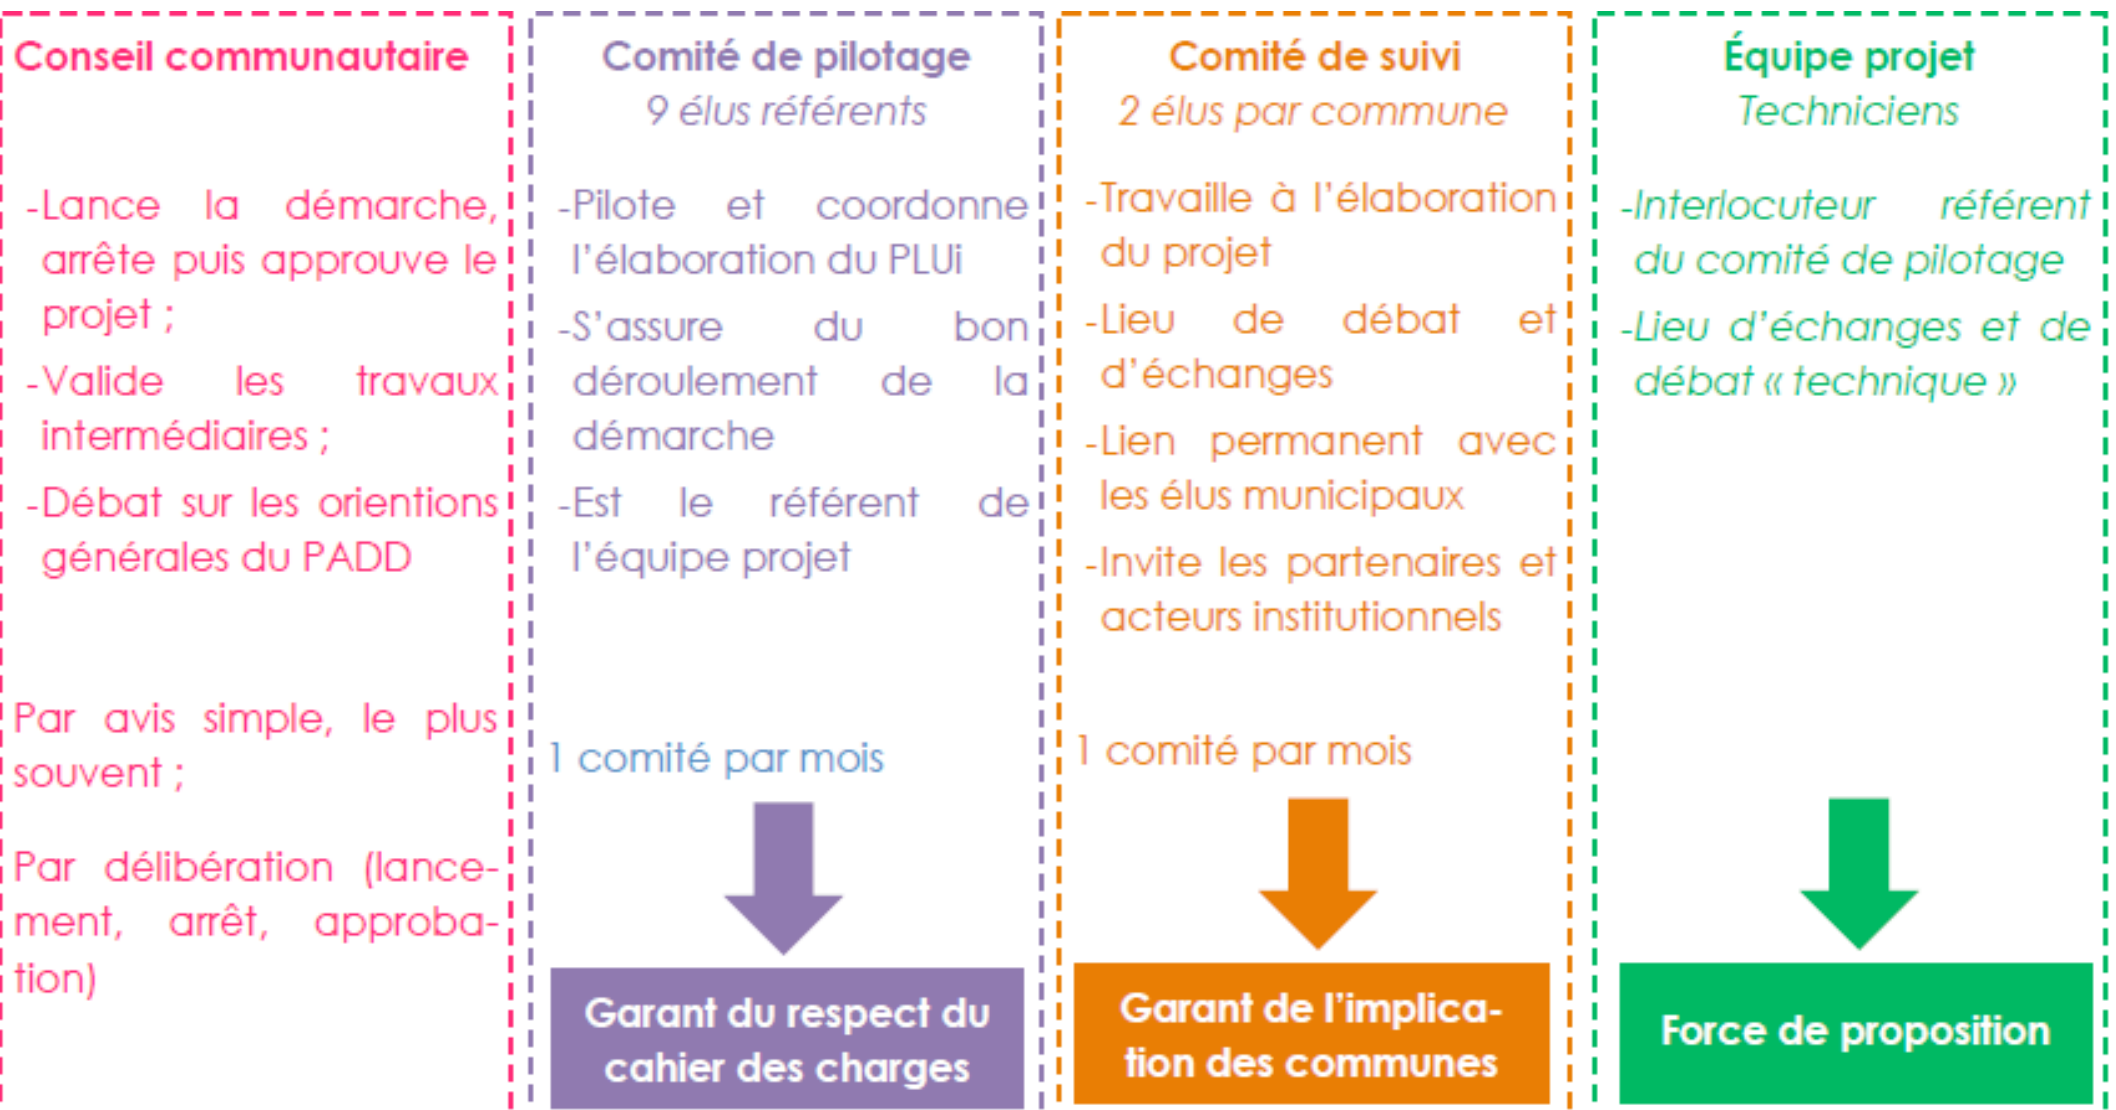 Conseil communautaire
-Lance la démarche,
arrête puis approuve le
projet ;
-Valide les travaux
intermédiaires ;
-Débat sur les orientions
générales du PADD
Par avis simple, le plus
souvent ;
Par délibération (lance-
ment, arrêt, approba-
tion)
Comité de pilotage
9 élus référents
-Pilote et coordonne
l'élaboration du PLUi
-S'assure du bon
déroulement de la
démarche
-Est le référent de
l'équipe projet
1 comité par mois
Garant du respect du
cahier des charges
Comité de suivi
2 élus par commune
-Travaille à l'élaboration
du projet
-Lieu de débat et
d'échanges
-Lien permanent avec
les élus municipaux
-Invite les partenaires et
acteurs institutionnels
1 comité par mois
Garant de l'implica-
tion des communes
Équipe projet
Techniciens
-Interlocuteur référent
du comité de pilotage
-Lieu d'échanges et de
débat « technique »
Force de proposition